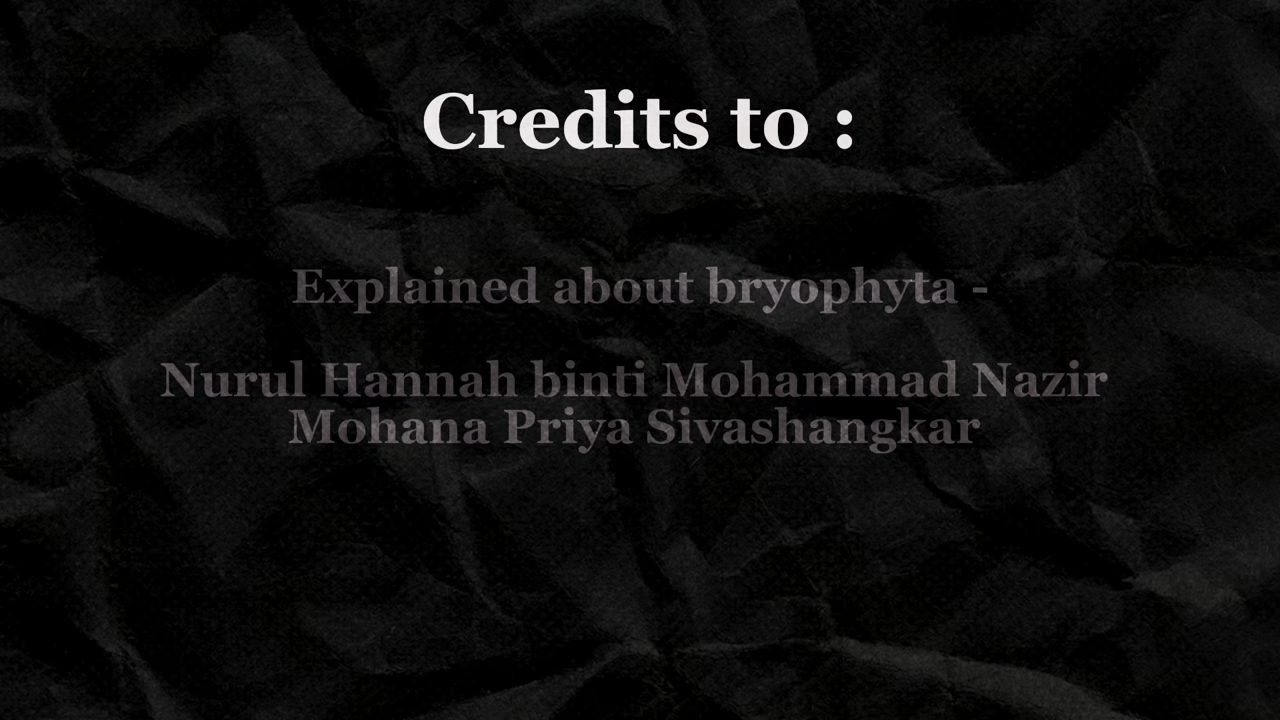 Credits to :
Explained about bryophyta -
Nurul Hannah binti Mohammad Nazir
Mohana Priya Sivashangkar